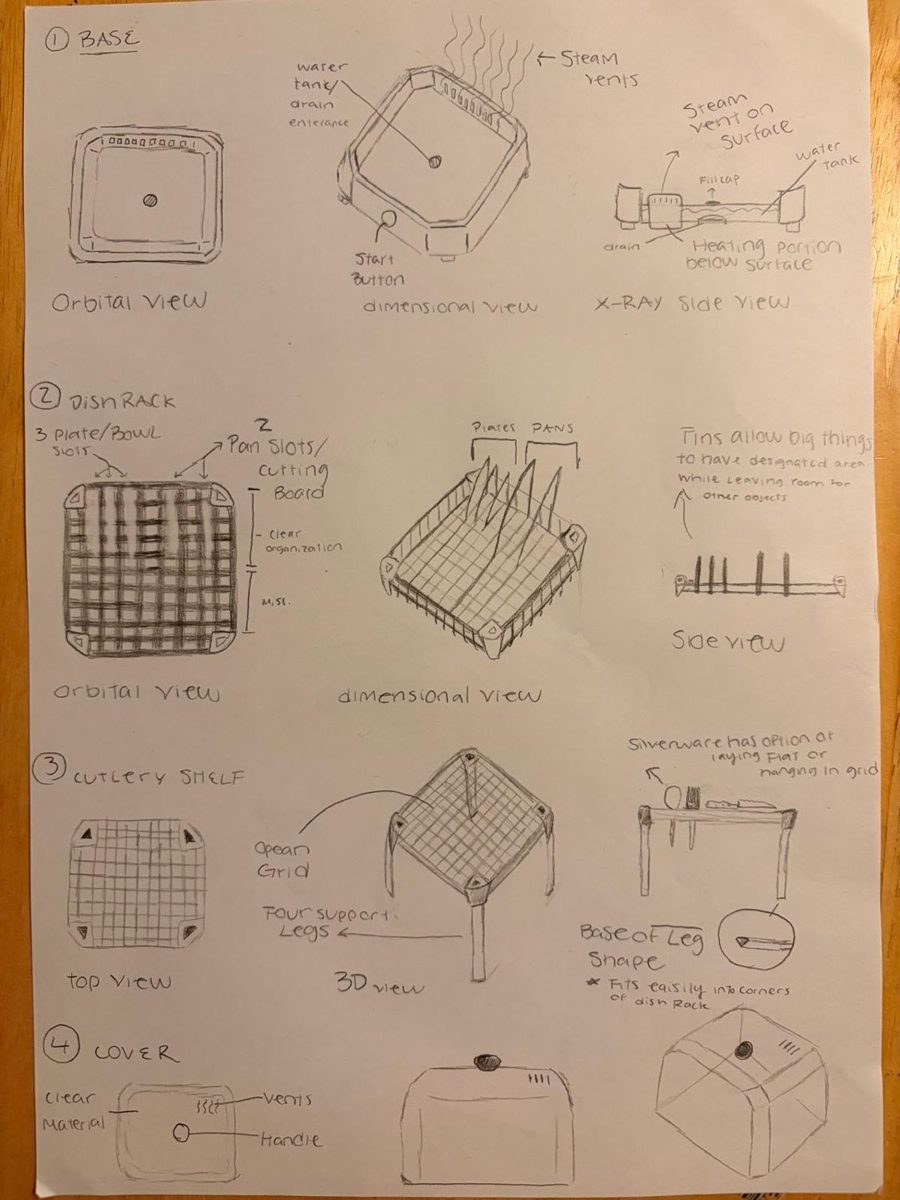 ① BASE
water
tank/
drain
enterance
← Steam
vents
Start
Button
Steam
vent on
surface
water
tank
Fill cap
drain
Heating portion
below surface
Orbital View
dimensional view
X-RAY Side View
② DISH RACK
3 Plate/Bowl
Slots
2
Pan Slots/
cutting
Board
- Clear
organization
Misl.
Plates PANS
Tins allow big things
to have designated area
while leaving room for
other objects
Orbital View
dimensional view
Side view
③ CUTLERY SHELF
Opean
Grid
Four support
Legs
Silverware has option of
laying Flat or
hanging in grid
Base of Leg
Shape
* Fits eaisily into corners
of dish Rack
top view
3D view
④ COVER
Clear
Material
Vents
Handle